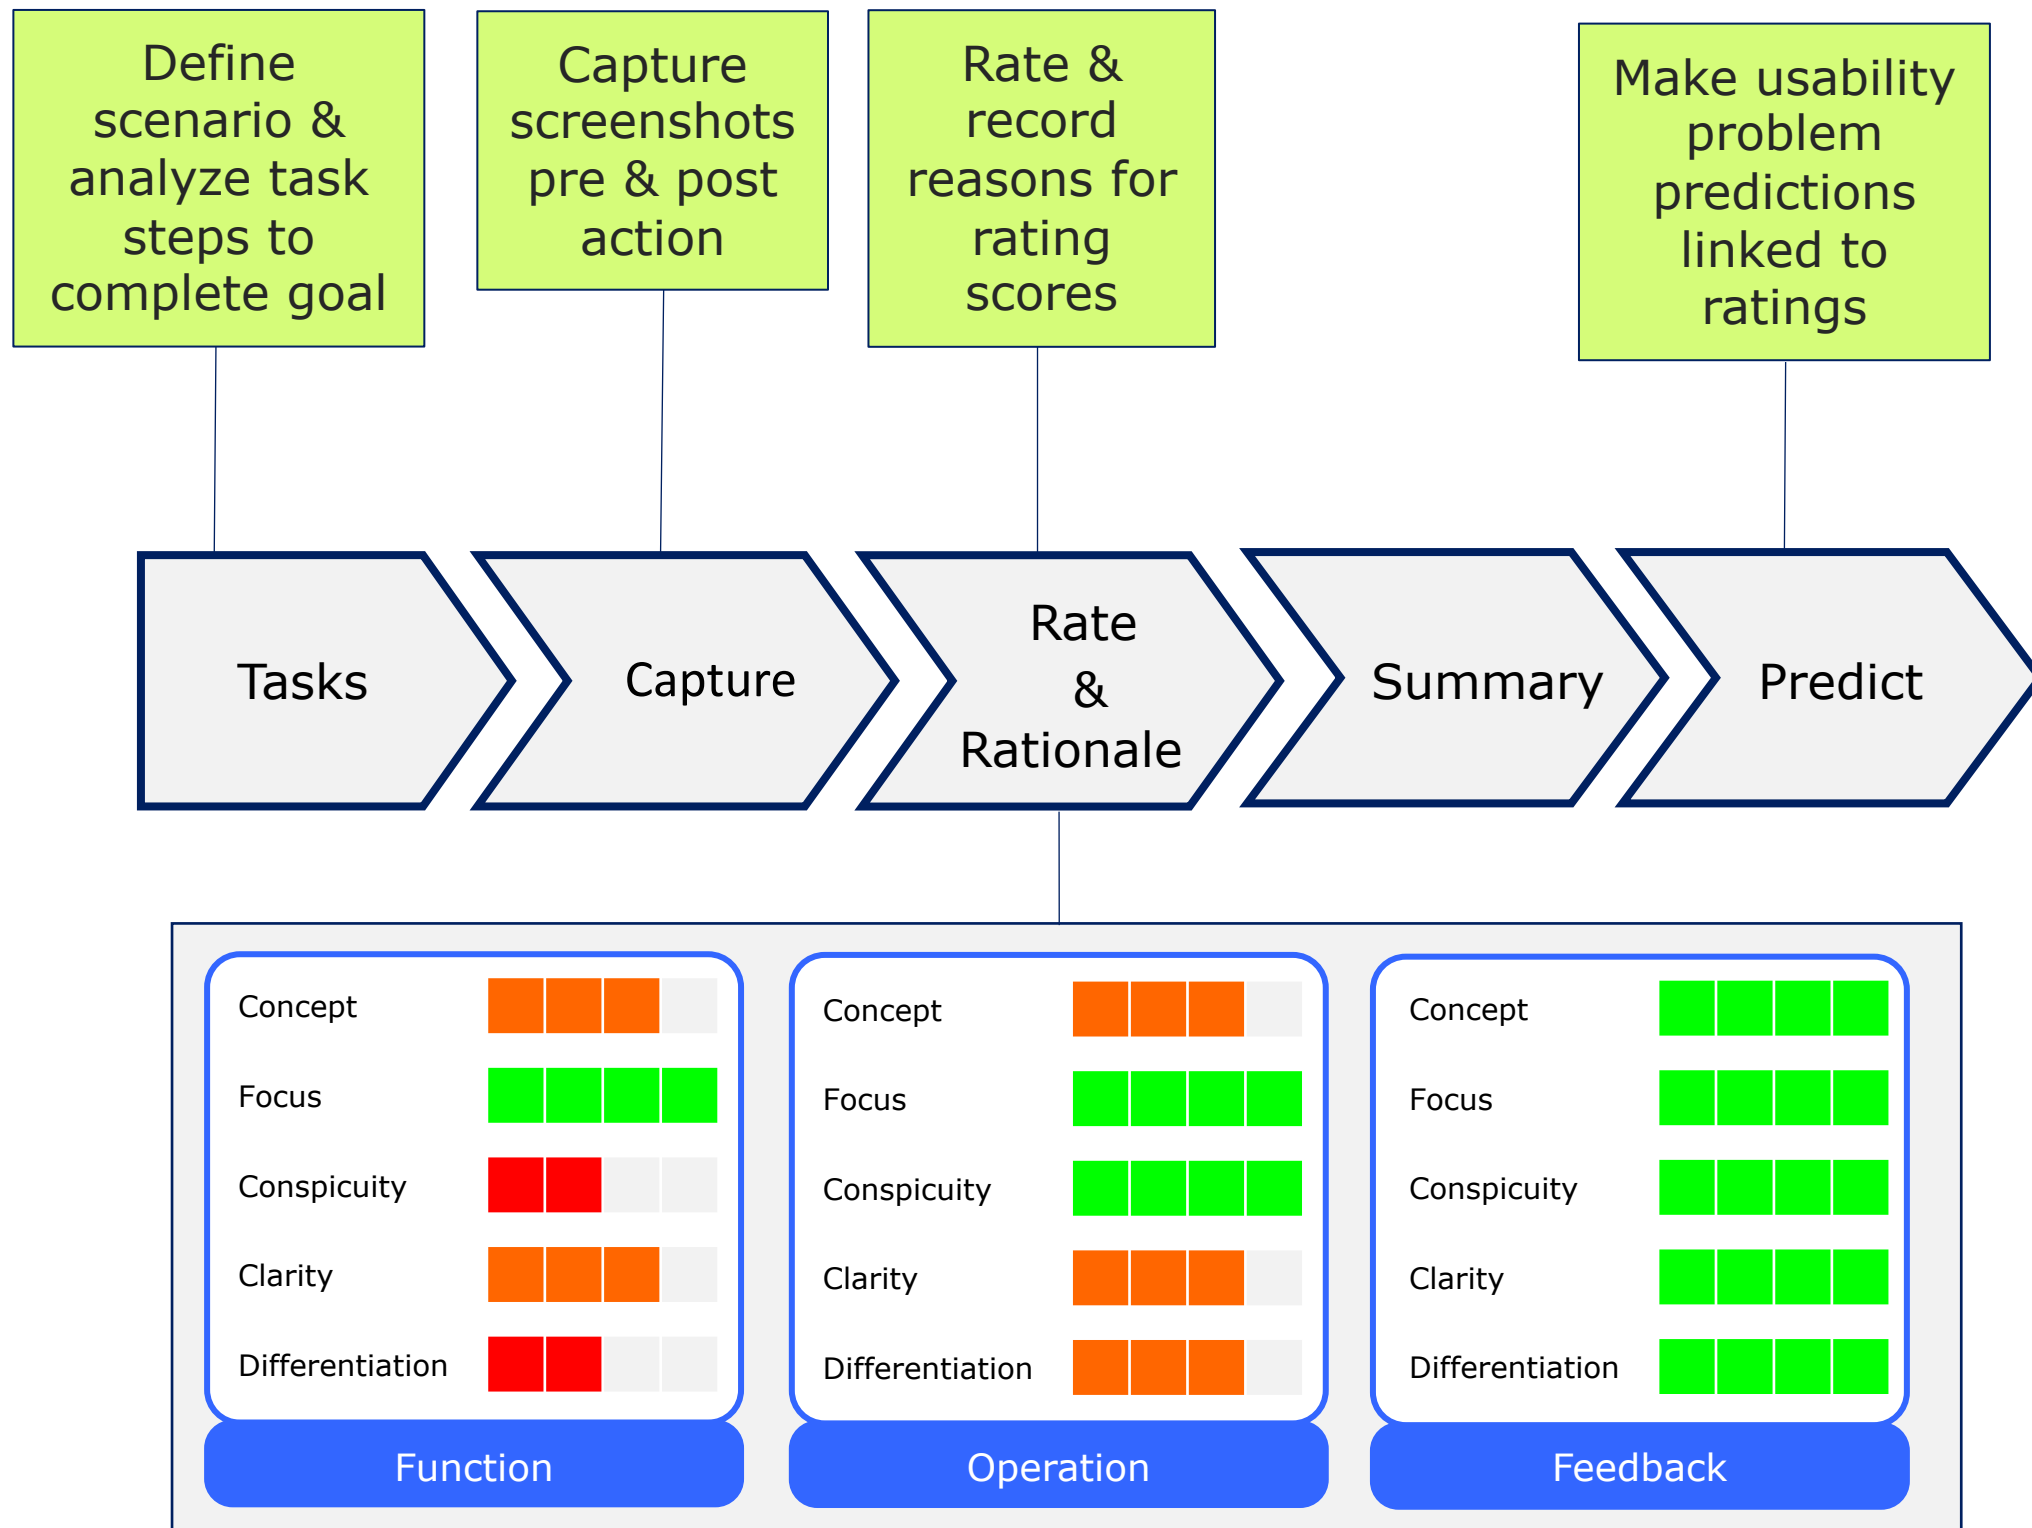 Define
scenario &
analyze task
steps to
complete goal
Capture
screenshots
pre & post
action
Rate &
record
reasons for
rating
scores
Make usability
problem
predictions
linked to
ratings
Tasks
Capture
Rate
&
Rationale
Summary
Predict
Concept
Focus
Conspicuity
Clarity
Differentiation
Function
Concept
Focus
Conspicuity
Clarity
Differentiation
Operation
Concept
Focus
Conspicuity
Clarity
Differentiation
Feedback